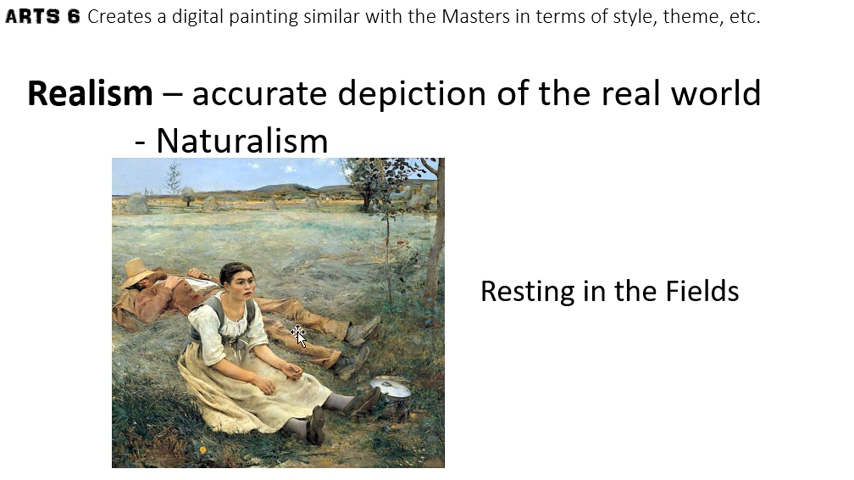 ARTS 6 Creates a digital painting similar with the Masters in terms of style, theme, etc.
Realism – accurate depiction of the real world
- Naturalism
Resting in the Fields